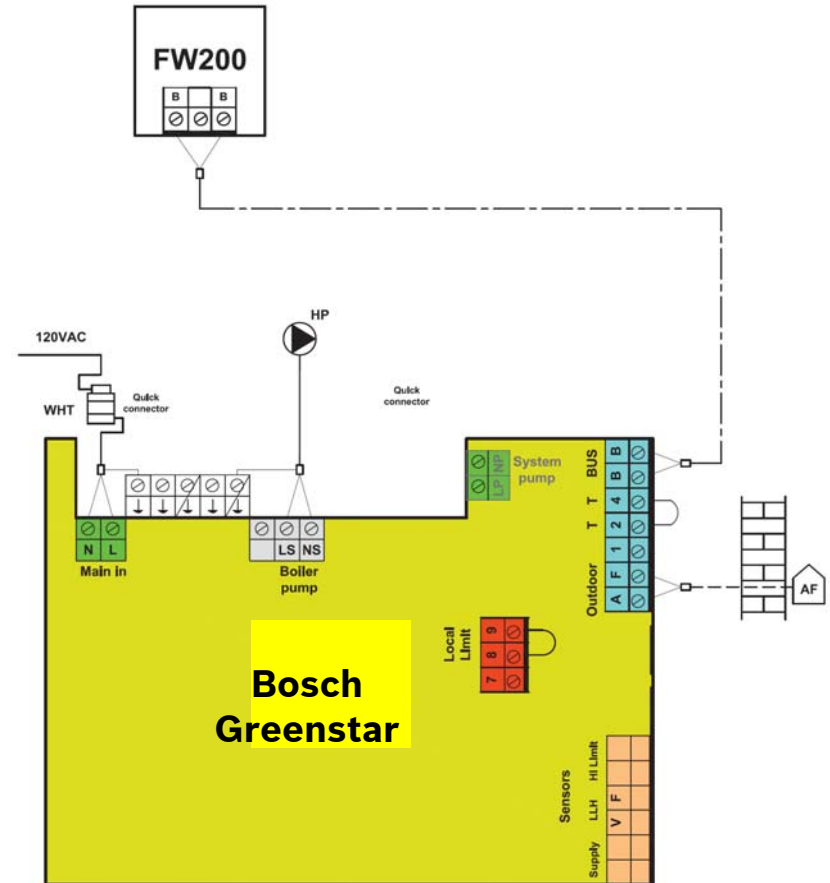 FW200
B B
HP
120VAC
Quick
connector
WHT
Quick
connector
System
pump
NP
LP
BUS
B
B
T 4
T 2
1
Outdoor
F
A
AF
N L
Main in
LS NS
Boiler
pump
Local
Limit
9
8
7
Bosch
Greenstar
Sensors
HI Limit
LLH
F
V
Supply